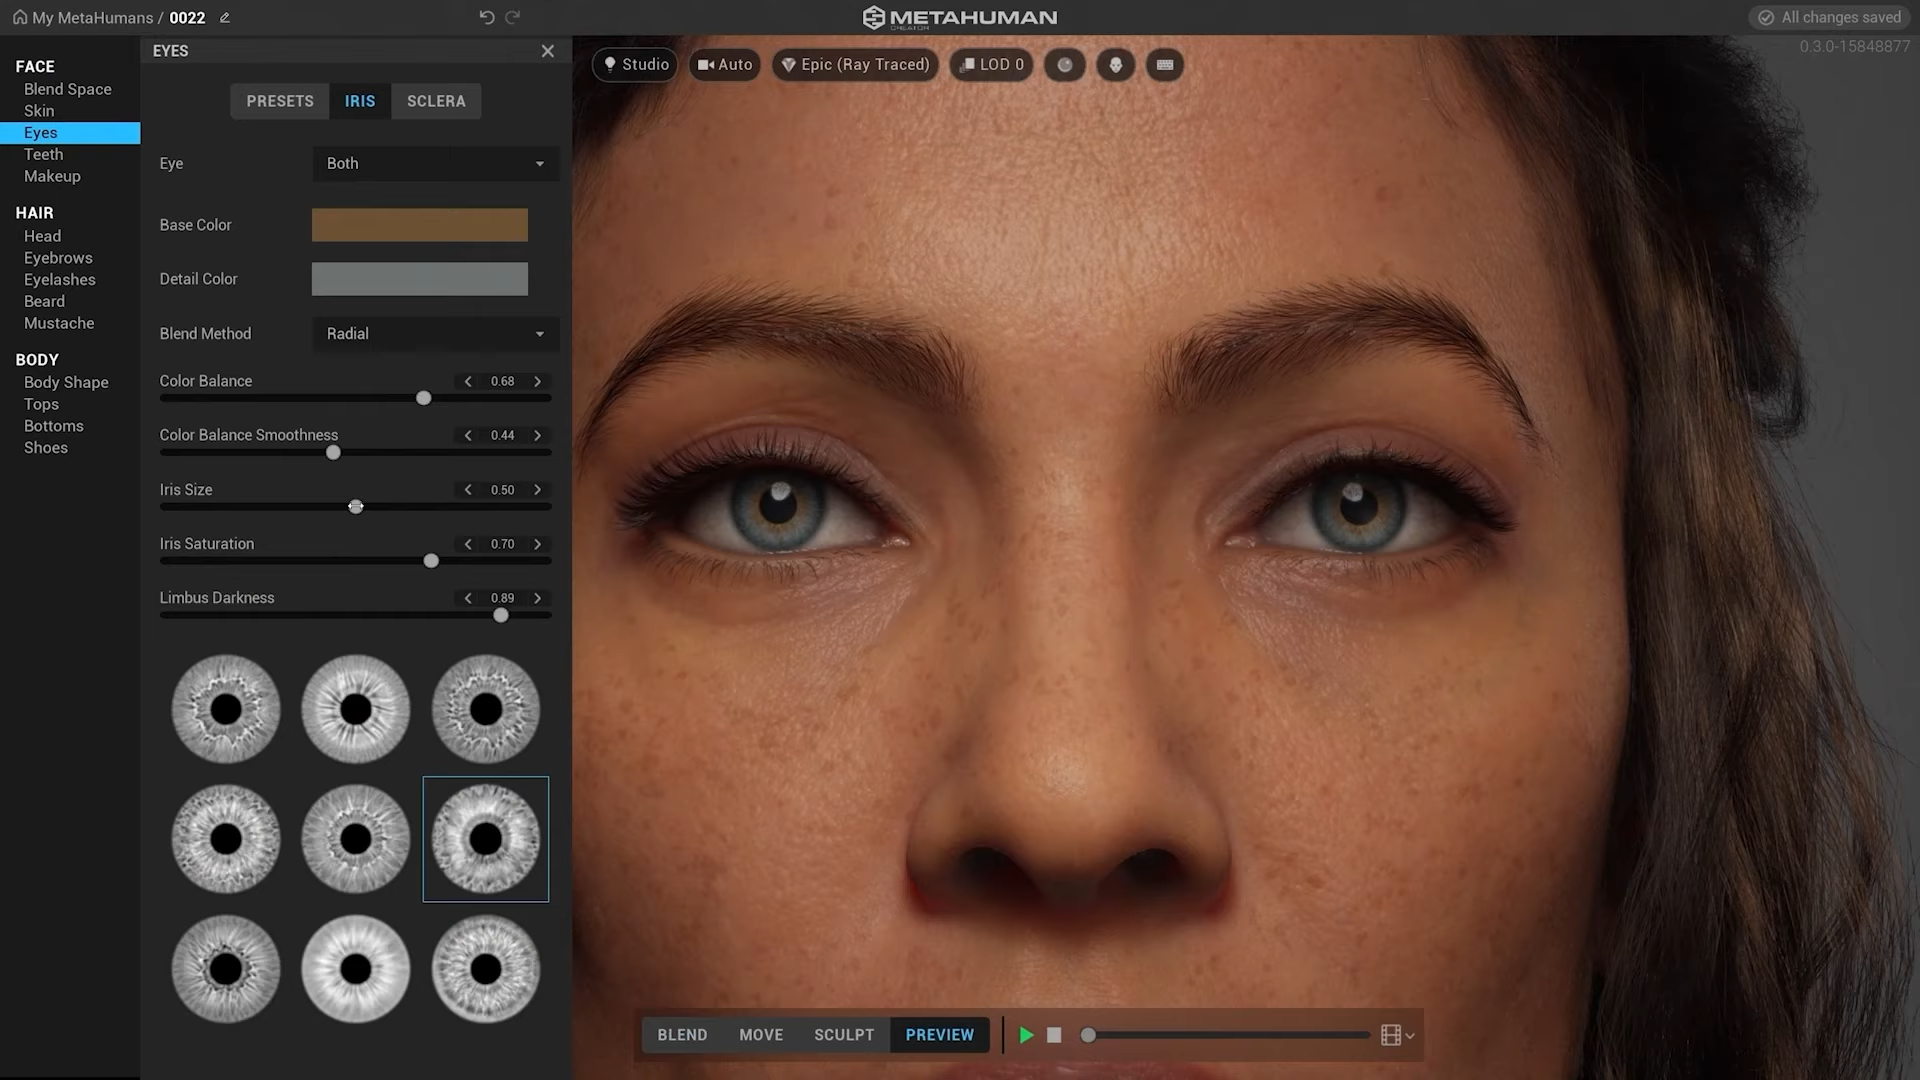 My MetaHumans / 0022
METAHUMAN
CREATOR
All changes saved
0.3.0-15848877
FACE
Blend Space
Skin
Eyes
Teeth
Makeup
HAIR
Head
Eyebrows
Eyelashes
Beard
Mustache
BODY
Body Shape
Tops
Bottoms
Shoes
EYES
PRESETS IRIS SCLERA
Eye Both
Base Color
Detail Color
Blend Method Radial
Color Balance 0.68
Color Balance Smoothness 0.44
Iris Size 0.50
Iris Saturation 0.70
Limbus Darkness 0.89
Studio Auto Epic (Ray Traced) LOD 0
BLEND MOVE SCULPT PREVIEW